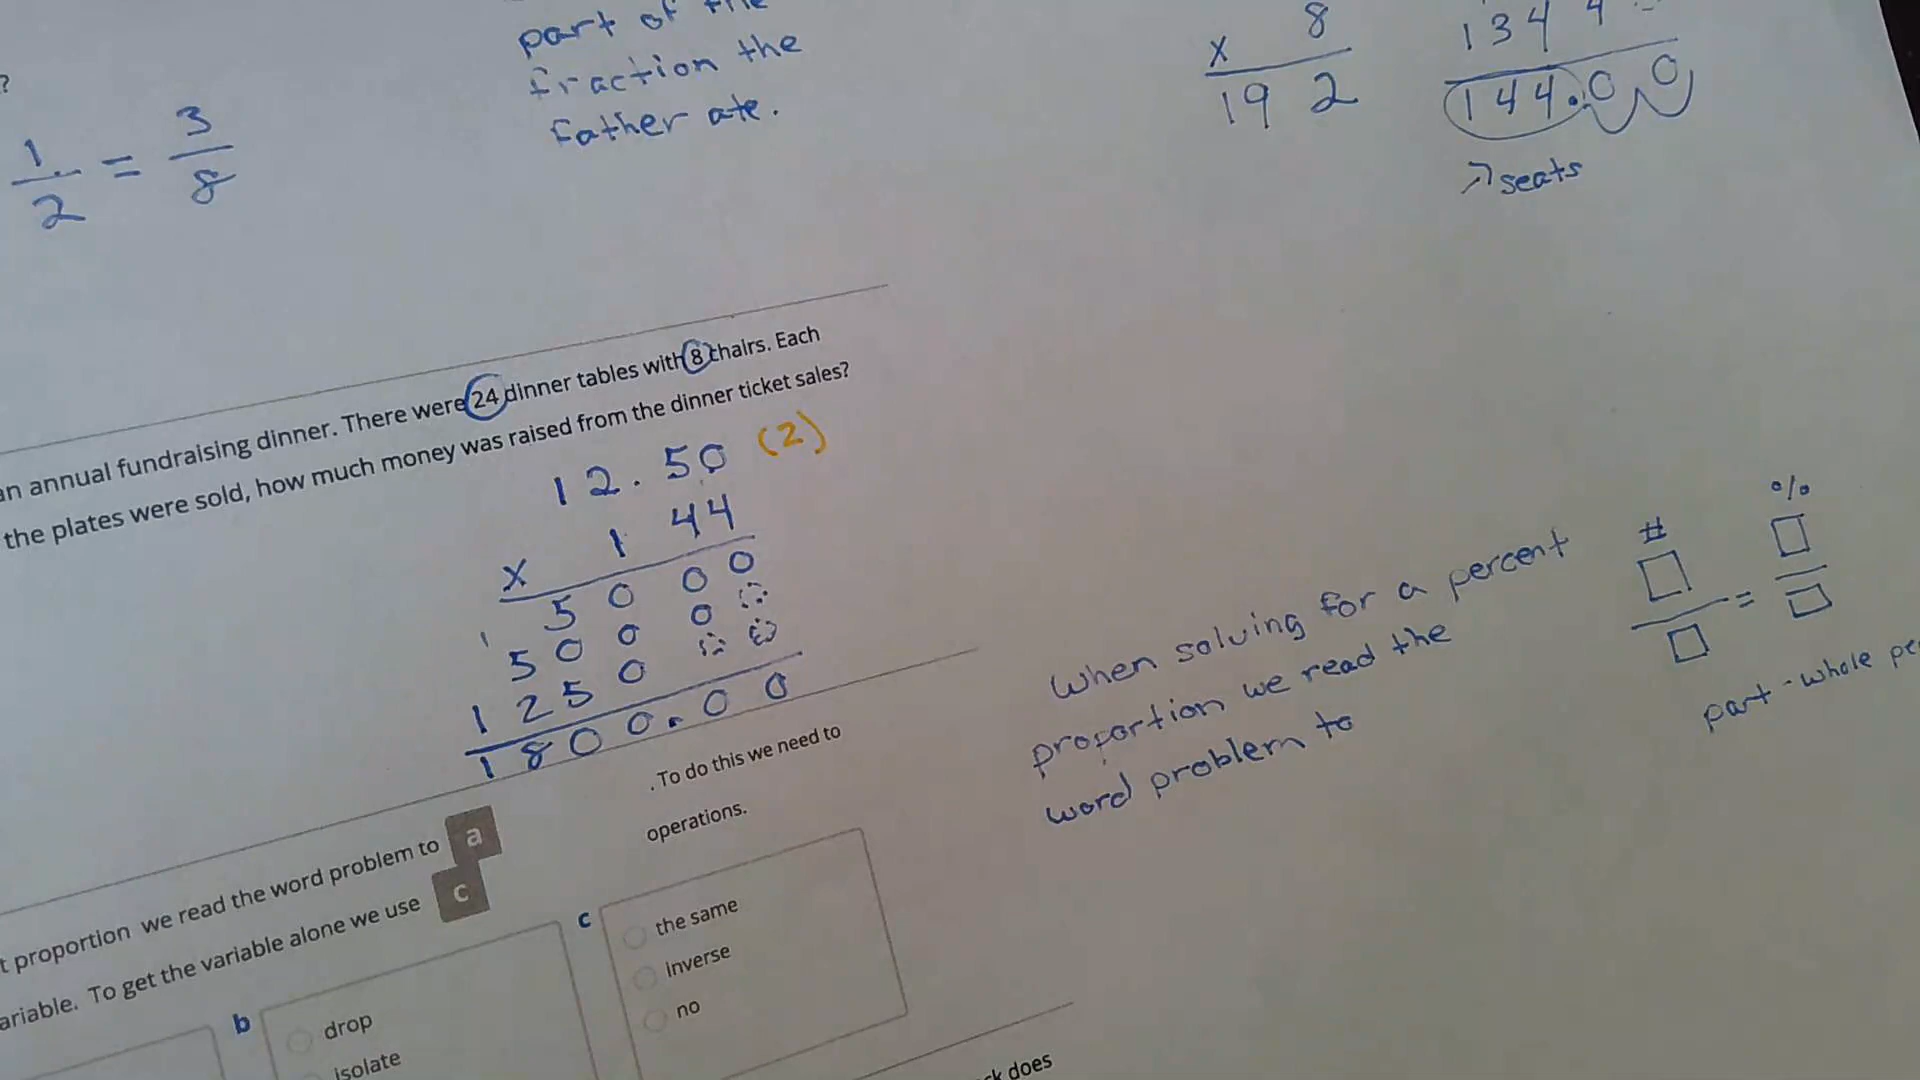 part of the
fraction the
father ate.
?
1/2 = 3/8
x 8
192
134 4
144.00
seats
an annual fundraising dinner. There were 24 dinner tables with 8 chairs. Each
the plates were sold, how much money was raised from the dinner ticket sales?
12.50 (2)
x 144
5000
1
5000
1250
1800.00
When solving for a percent
proportion we read the
word problem to
# %
=
part - whole
. To do this we need to
operations.
t proportion we read the word problem to a
ariable. To get the variable alone we use c
b
drop
isolate
c
the same
inverse
no
does